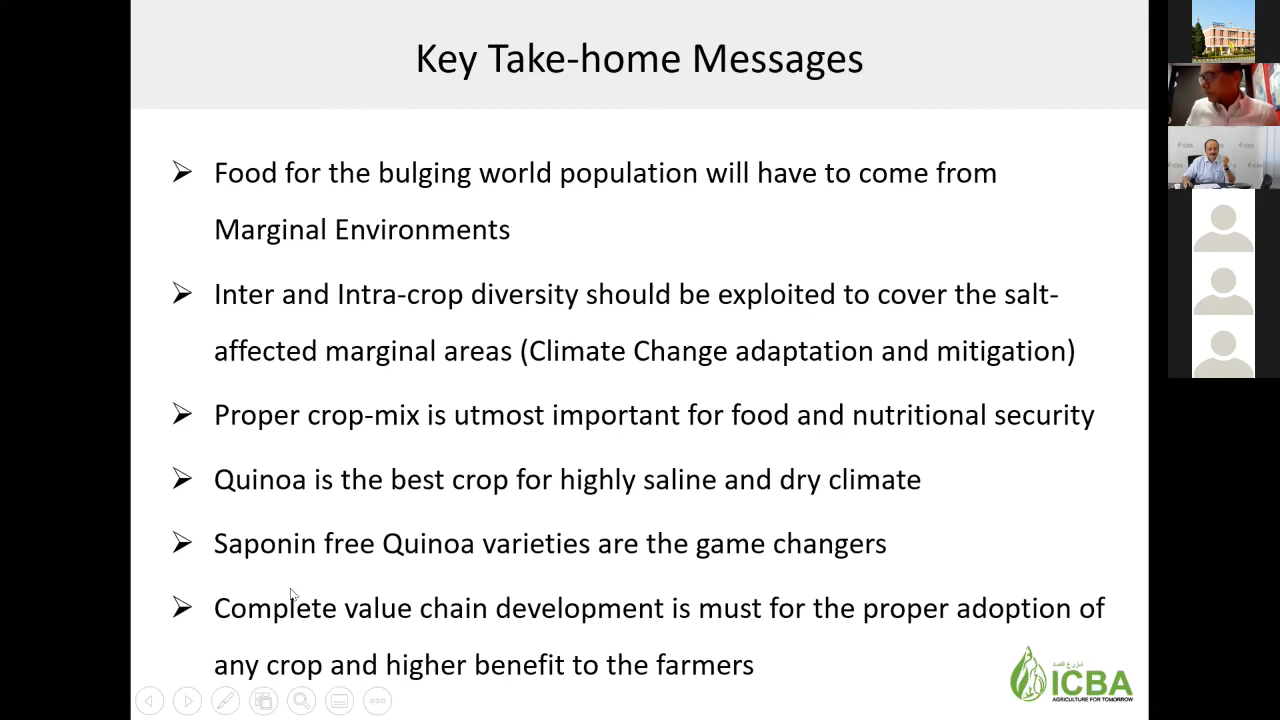 Key Take-home Messages
➢ Food for the bulging world population will have to come from
Marginal Environments
➢ Inter and Intra-crop diversity should be exploited to cover the salt-
affected marginal areas (Climate Change adaptation and mitigation)
➢ Proper crop-mix is utmost important for food and nutritional security
➢ Quinoa is the best crop for highly saline and dry climate
➢ Saponin free Quinoa varieties are the game changers
➢ Complete value chain development is must for the proper adoption of
any crop and higher benefit to the farmers
ICBA
AGRICULTURE FOR TOMORROW